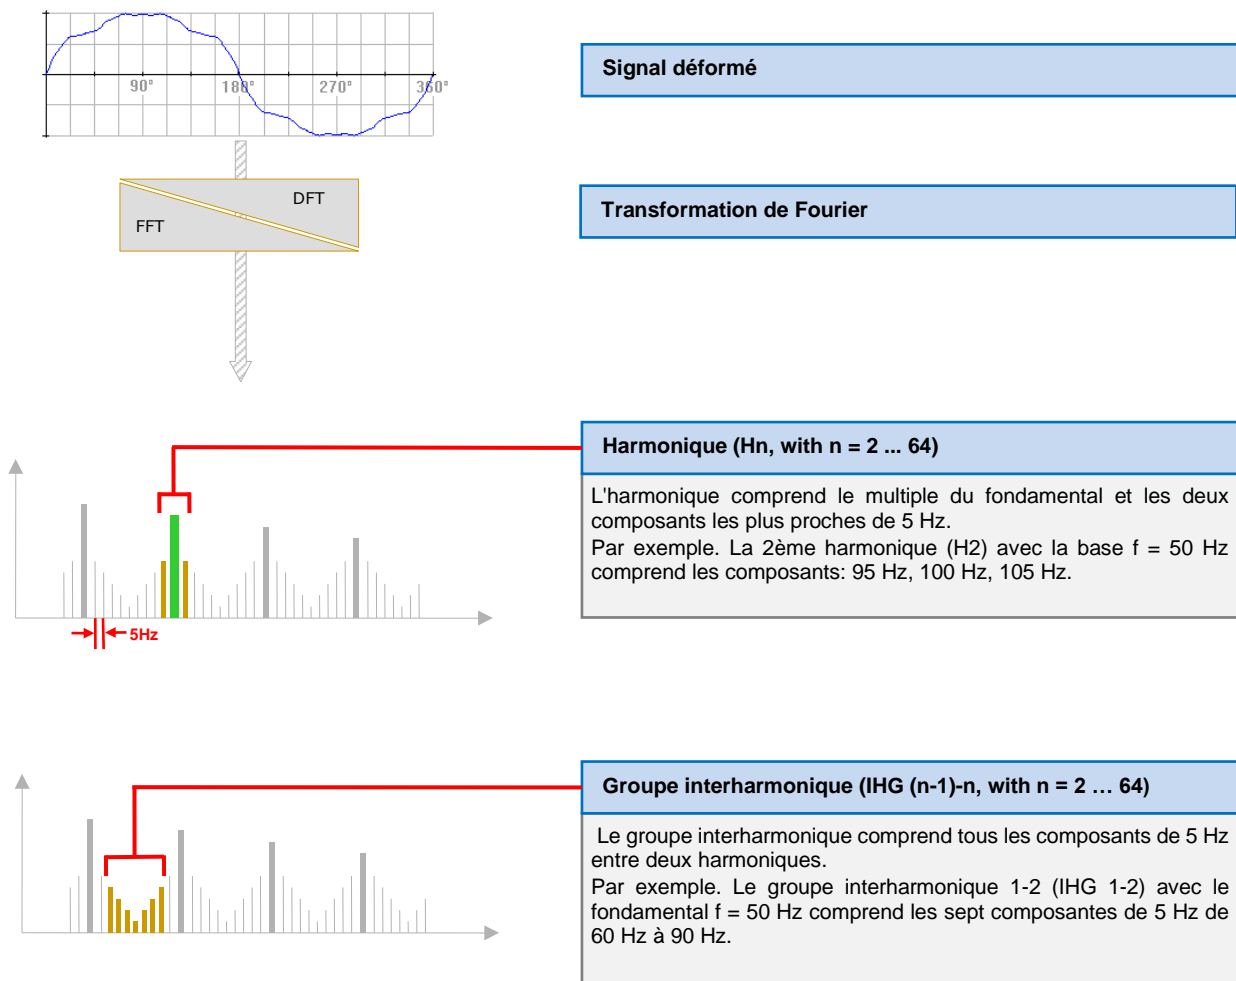 90° 180° 270° 360°
Signal déformé
DFT
FFT
Transformation de Fourier
Harmonique (Hn, with n = 2 ... 64)
L'harmonique comprend le multiple du fondamental et les deux
composants les plus proches de 5 Hz.
Par exemple. La 2ème harmonique (H2) avec la base f = 50 Hz
comprend les composants: 95 Hz, 100 Hz, 105 Hz.
5Hz
Groupe interharmonique (IHG (n-1)-n, with n = 2 … 64)
Le groupe interharmonique comprend tous les composants de 5 Hz
entre deux harmoniques.
Par exemple. Le groupe interharmonique 1-2 (IHG 1-2) avec le
fondamental f = 50 Hz comprend les sept composantes de 5 Hz de
60 Hz à 90 Hz.